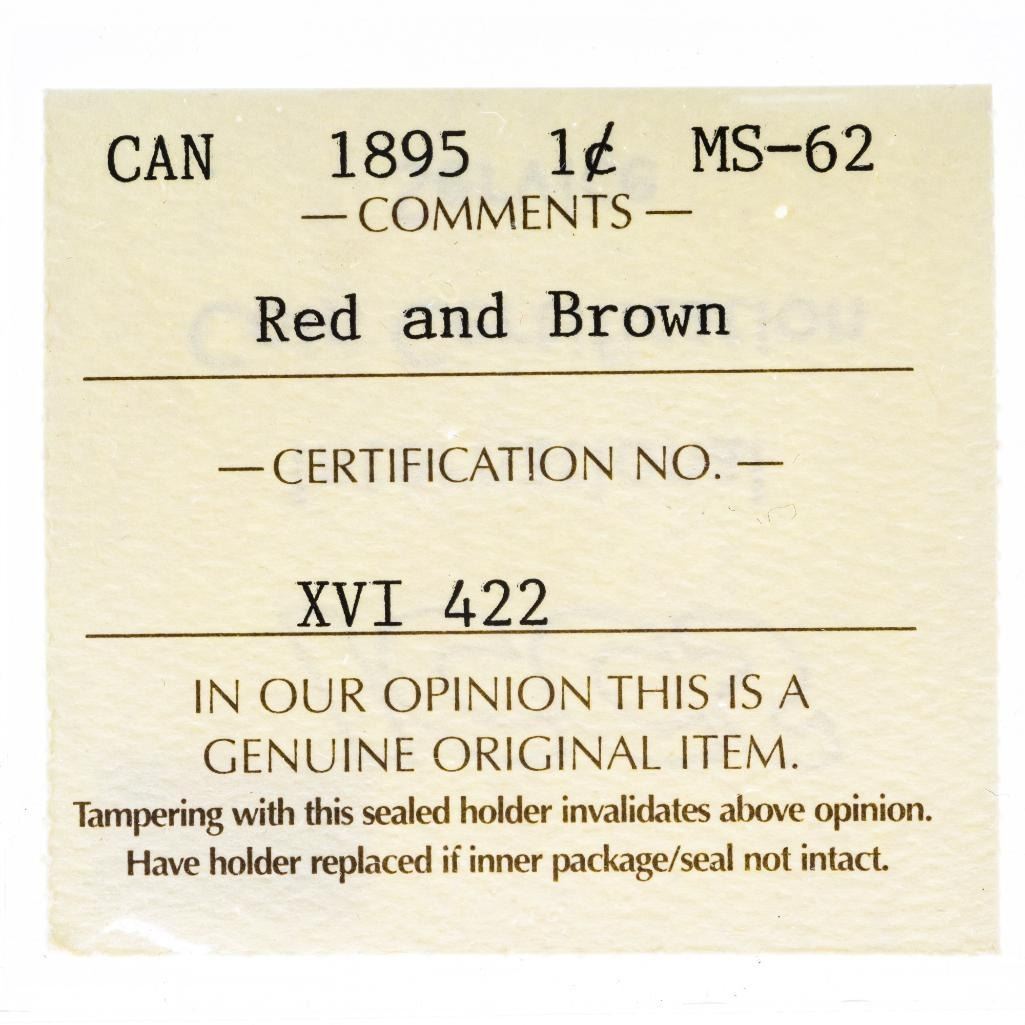 CAN 1895 1¢ MS-62
— COMMENTS —
Red and Brown
— CERTIFICATION NO. —
XVI 422
IN OUR OPINION THIS IS A
GENUINE ORIGINAL ITEM.
Tampering with this sealed holder invalidates above opinion.
Have holder replaced if inner package/seal not intact.